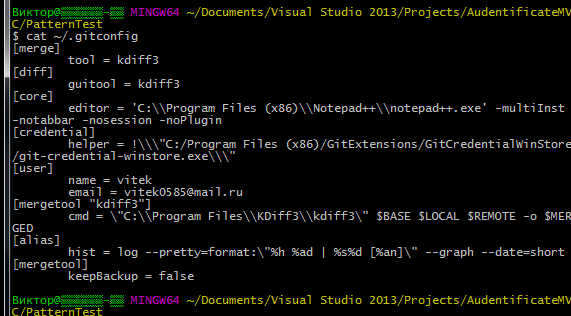 Виктор@▒▒▒▒▒▒-▒▒ MINGW64 ~/Documents/Visual Studio 2013/Projects/AudentificateMV
C/PatternTest
$ cat ~/.gitconfig
[merge]
        tool = kdiff3
[diff]
        guitool = kdiff3
[core]
        editor = 'C:\\Program Files (x86)\\Notepad++\\notepad++.exe' -multiInst
-notabbar -nosession -noPlugin
[credential]
        helper = !\\\"C:/Program Files (x86)/GitExtensions/GitCredentialWinStore
/git-credential-winstore.exe\\\"
[user]
        name = vitek
        email = vitek0585@mail.ru
[mergetool "kdiff3"]
        cmd = \"C:\\Program Files\\KDiff3\\kdiff3\" $BASE $LOCAL $REMOTE -o $MER
GED
[alias]
        hist = log --pretty=format:\"%h %ad | %s%d [%an]\" --graph --date=short
[mergetool]
        keepBackup = false

Виктор@▒▒▒▒▒▒-▒▒ MINGW64 ~/Documents/Visual Studio 2013/Projects/AudentificateMV
C/PatternTest